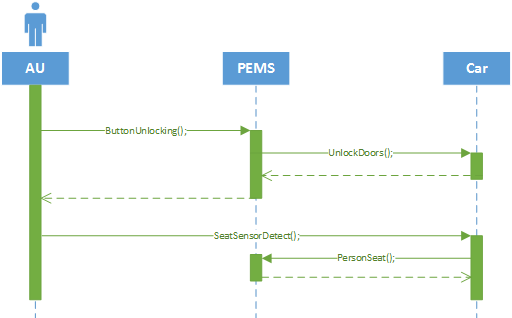 AU
PEMS
Car
ButtonUnlocking();
UnlockDoors();
SeatSensorDetect();
PersonSeat();